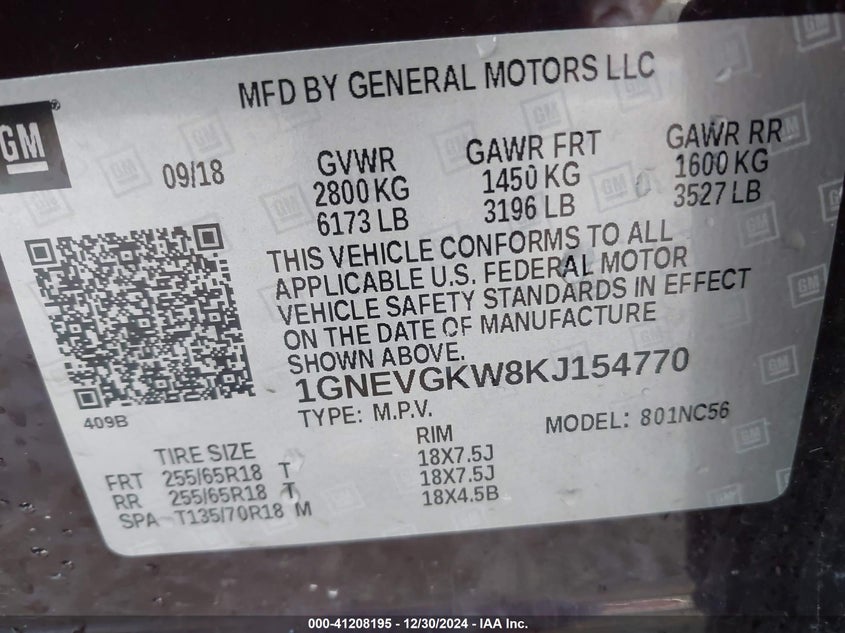 MFD BY GENERAL MOTORS LLC
GM
09/18
GVWR GAWR FRT GAWR RR
2800 KG 1450 KG 1600 KG
6173 LB 3196 LB 3527 LB
THIS VEHICLE CONFORMS TO ALL
APPLICABLE U.S. FEDERAL MOTOR
VEHICLE SAFETY STANDARDS IN EFFECT
ON THE DATE OF MANUFACTURE
SHOWN ABOVE.
1GNEVGKW8KJ154770
409B
TYPE: M.P.V. MODEL: 801NC56
TIRE SIZE RIM
FRT 255/65R18 T 18X7.5J
RR 255/65R18 T 18X7.5J
SPA T135/70R18 M 18X4.5B
000-41208195 - 12/30/2024 - IAA Inc.